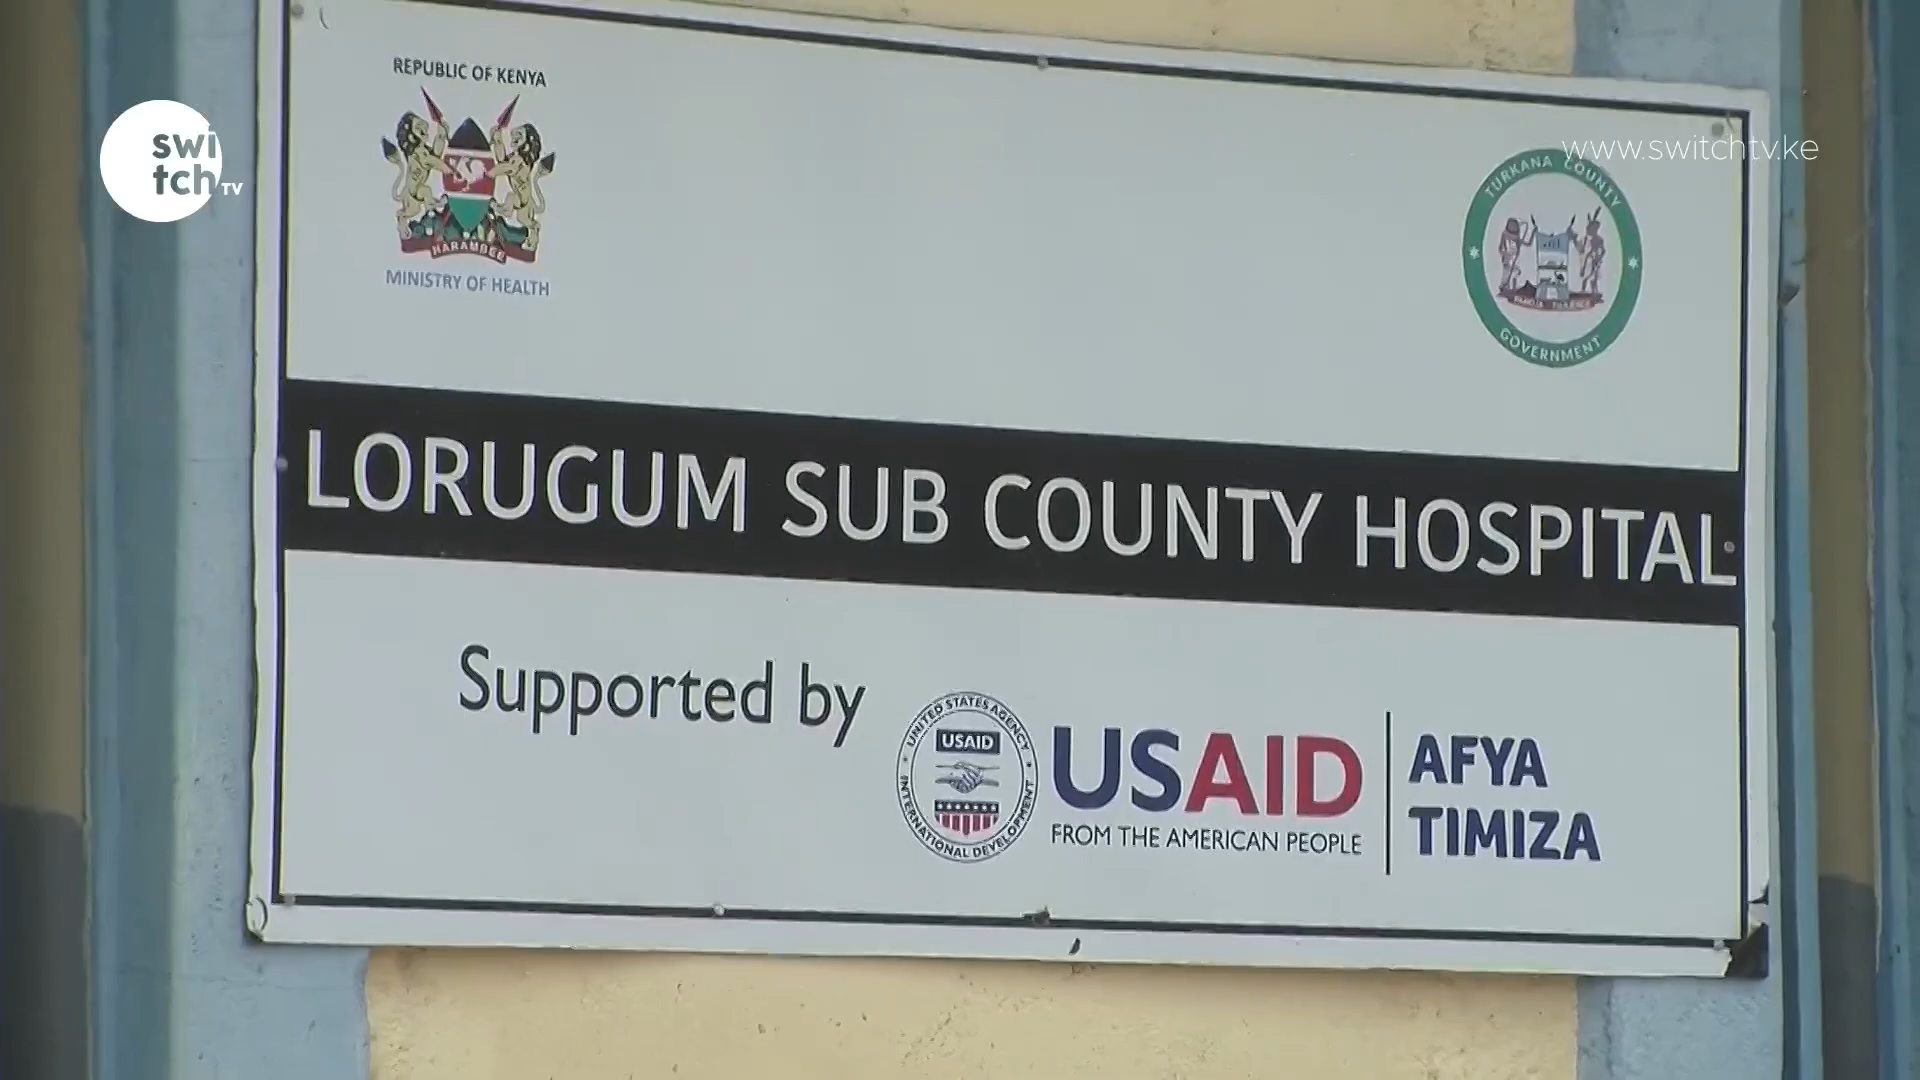 REPUBLIC OF KENYA
HARAMBEE
MINISTRY OF HEALTH
swi
tch TV
www.switchtv.ke
TURKANA COUNTY
GOVERNMENT
LORUGUM SUB COUNTY HOSPITAL
Supported by
UNITED STATES AGENCY
USAID
INTERNATIONAL DEVELOPMENT
USAID
FROM THE AMERICAN PEOPLE
AFYA
TIMIZA